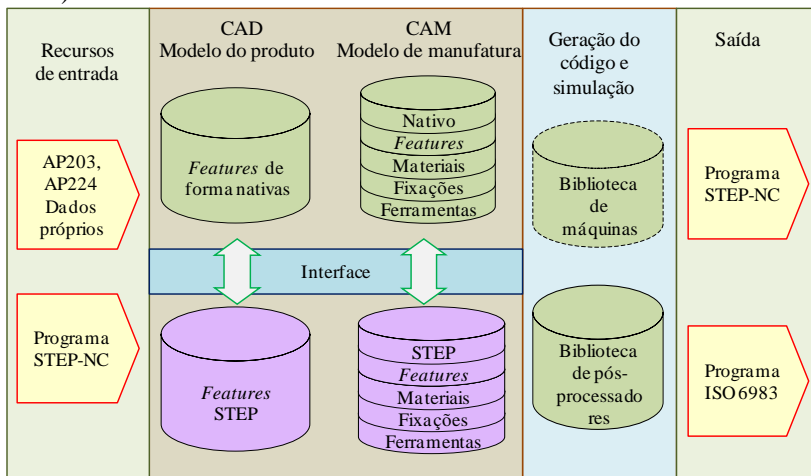 Recursos
de entrada
CAD
Modelo do produto
CAM
Modelo de manufatura
Geração do
código e
simulação
Saída
AP203,
AP224
Dados
próprios
Features de
forma nativas
Nativo
Features
Materiais
Fixações
Ferramentas
Biblioteca
de
máquinas
Programa
STEP-NC
Interface
Programa
STEP-NC
Features
STEP
STEP
Features
Materiais
Fixações
Ferramentas
Biblioteca
de pós-
processado
res
Programa
ISO 6983